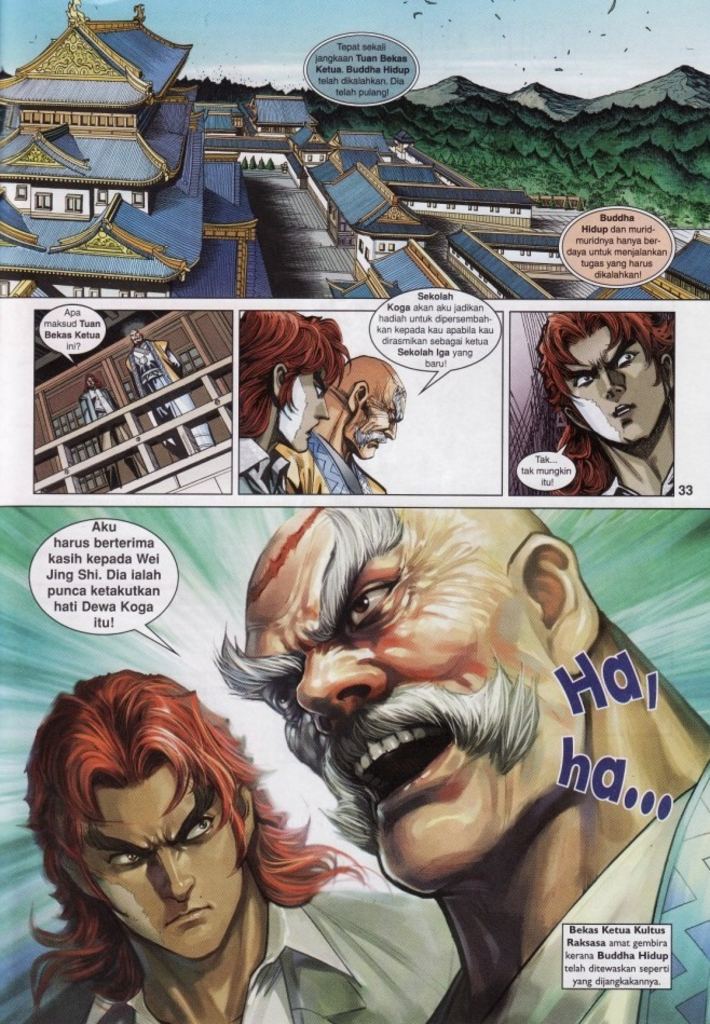 Tepat sekali
jangkaan Tuan Bekas
Ketua. Buddha Hidup
telah dikalahkan. Dia
telah pulang!
Buddha
Hidup dan murid-
muridnya hanya ber-
daya untuk menjalankan
tugas yang harus
dikalahkan!
Apa
maksud Tuan
Bekas Ketua
ini?
Sekolah
Koga akan aku jadikan
hadiah untuk dipersembah-
kan kepada kau apabila kau
dirasmikan sebagai ketua
Sekolah Iga yang
baru!
Tak...
tak mungkin
itu!
33
Aku
harus berterima
kasih kepada Wei
Jing Shi. Dia ialah
punca ketakutkan
hati Dewa Koga
itu!
Ha,
ha...
Bekas Ketua Kultus
Raksasa amat gembira
kerana Buddha Hidup
telah ditewaskan seperti
yang dijangkakannya.